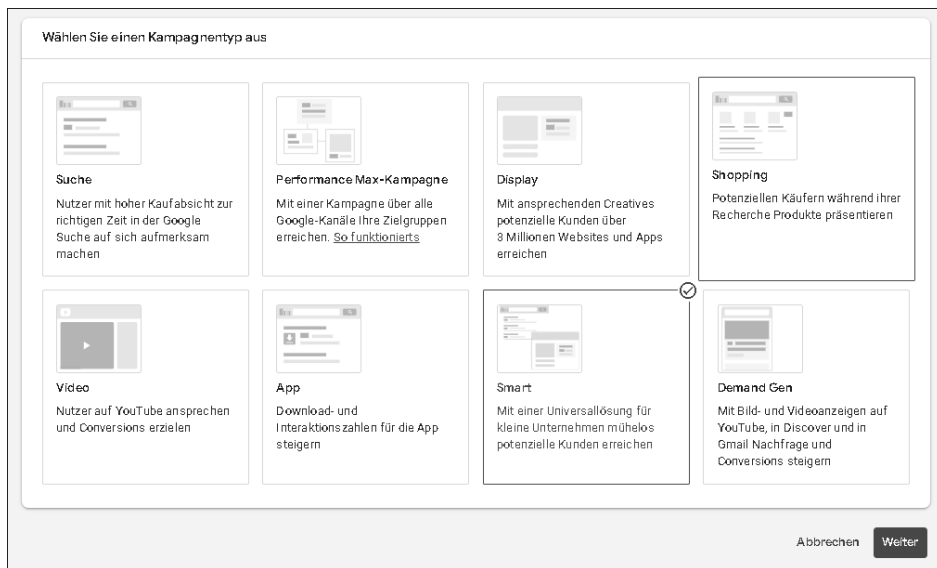 Wählen Sie einen Kampagnentyp aus
Suche
Nutzer mit hoher Kaufabsicht zur
richtigen Zeit in der Google
Suche auf sich aufmerksam
machen
Performance Max-Kampagne
Mit einer Kampagne über alle
Google-Kanäle Ihre Zielgruppen
erreichen. So funktionierts
Display
Mit ansprechenden Creatives
potenzielle Kunden über
3 Millionen Websites und Apps
erreichen
Shopping
Potenziellen Käufern während ihrer
Recherche Produkte präsentieren
Video
Nutzer auf YouTube ansprechen
und Conversions erzielen
App
Download- und
Interaktionszahlen für die App
steigern
Smart
Mit einer Universallösung für
kleine Unternehmen mühelos
potenzielle Kunden erreichen
Demand Gen
Mit Bild- und Videoanzeigen auf
YouTube, in Discover und in
Gmail Nachfrage und
Conversions steigern
Abbrechen
Weiter